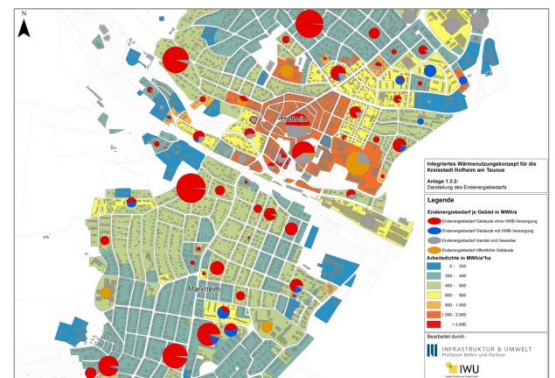 N
Hofheim
Marxheim
Integriertes Wärmenutzungskonzept für die
Kreisstadt Hofheim am Taunus
Anlage 1.3.3:
Darstellung des Endenergiebedarfs
Legende
Endenergiebedarf je Gebiet in MWh/a
Endenergiebedarf Gebäude ohne HWB-Versorgung
Endenergiebedarf Gebäude mit HWB-Versorgung
Endenergiebedarf Handel und Gewerbe
Endenergiebedarf öffentliche Gebäude
Arbeitsdichte in MWh/a*ha
0 - 200
200 - 400
400 - 600
600 - 800
800 - 1.000
1.000 - 2.000
> 2.000
Bearbeitet durch:
INFRASTRUKTUR & UMWELT
Professor Böhm und Partner
IWU